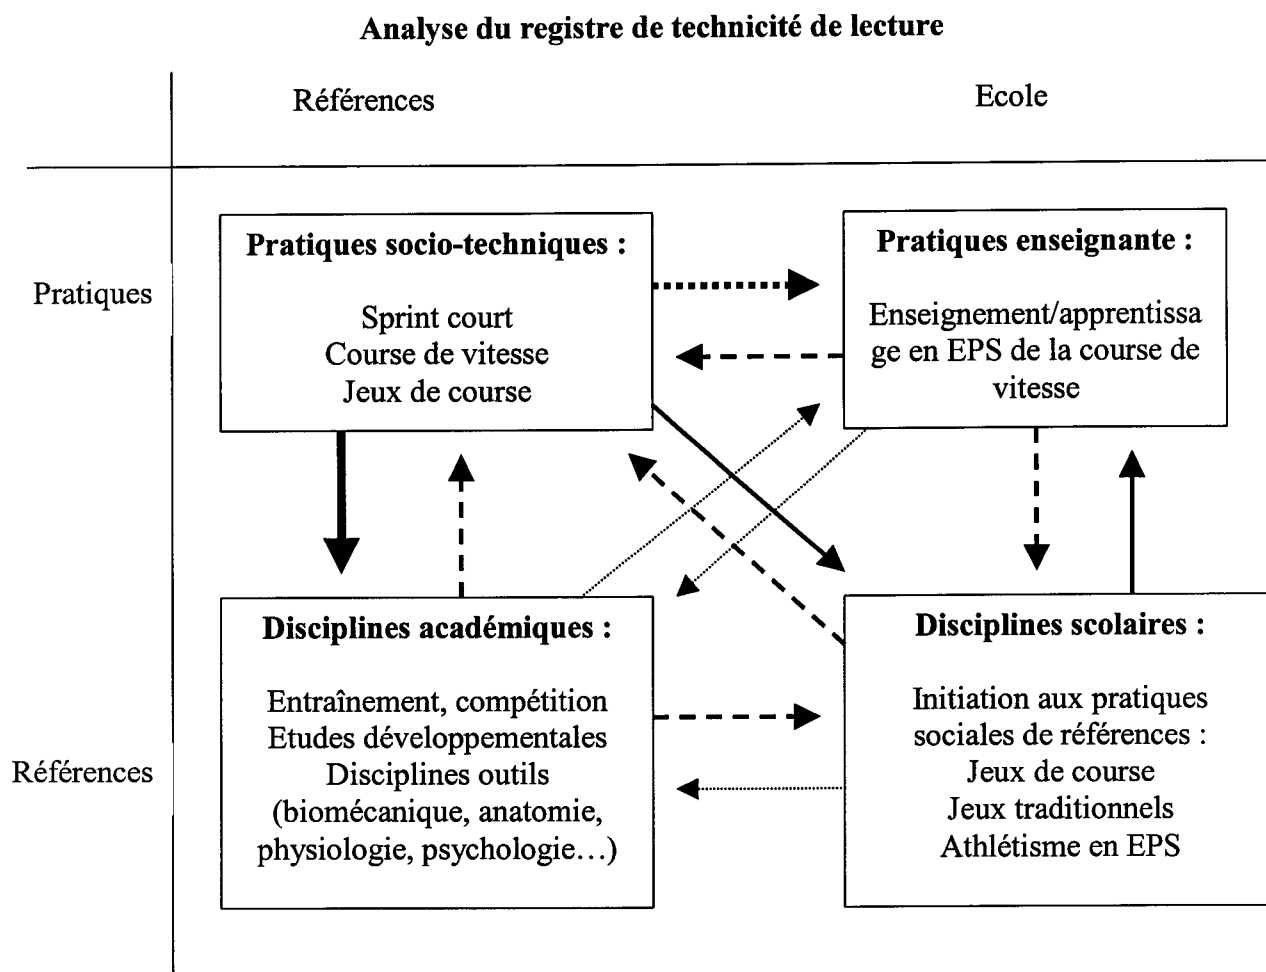 Analyse du registre de technicité de lecture
Références
Ecole
Pratiques
Pratiques socio-techniques :
Sprint court
Course de vitesse
Jeux de course
Pratiques enseignante :
Enseignement/apprentissa
ge en EPS de la course de
vitesse
Références
Disciplines académiques :
Entraînement, compétition
Etudes développementales
Disciplines outils
(biomécanique, anatomie,
physiologie, psychologie…)
Disciplines scolaires :
Initiation aux pratiques
sociales de références :
Jeux de course
Jeux traditionnels
Athlétisme en EPS